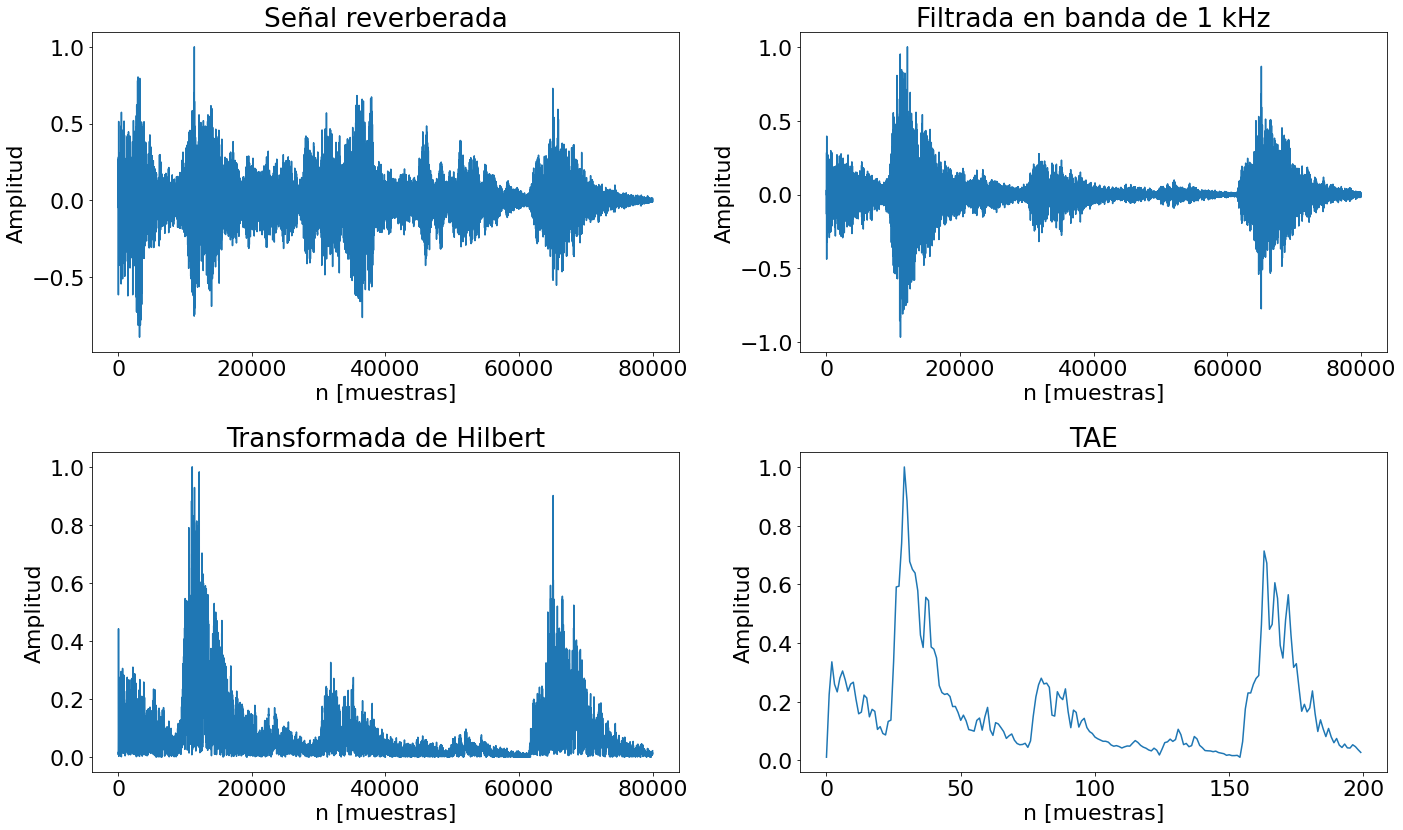 Señal reverberada
Amplitud
1.0
0.5
0.0
−0.5
0 20000 40000 60000 80000
n [muestras]
Filtrada en banda de 1 kHz
Amplitud
1.0
0.5
0.0
−0.5
−1.0
0 20000 40000 60000 80000
n [muestras]
Transformada de Hilbert
Amplitud
1.0
0.8
0.6
0.4
0.2
0.0
0 20000 40000 60000 80000
n [muestras]
TAE
Amplitud
1.0
0.8
0.6
0.4
0.2
0.0
0 50 100 150 200
n [muestras]